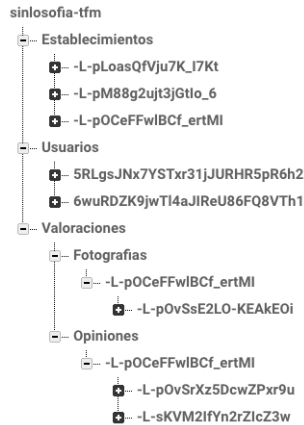 sinlosofia-tfm
Establecimientos
-L-pLoasQfVju7K_I7Kt
-L-pM88g2ujt3jGtIo_6
-L-pOCeFFwlBCf_ertMI
Usuarios
5RLgsJNx7YSTxr31jJURHR5pR6h2
6wuRDZK9jwTl4aJIReU86FQ8VTh1
Valoraciones
Fotografias
-L-pOCeFFwlBCf_ertMI
-L-pOvSsE2LO-KEAkEOi
Opiniones
-L-pOCeFFwlBCf_ertMI
-L-pOvSrXz5DcwZPxr9u
-L-sKVM2IfYn2rZIcZ3w